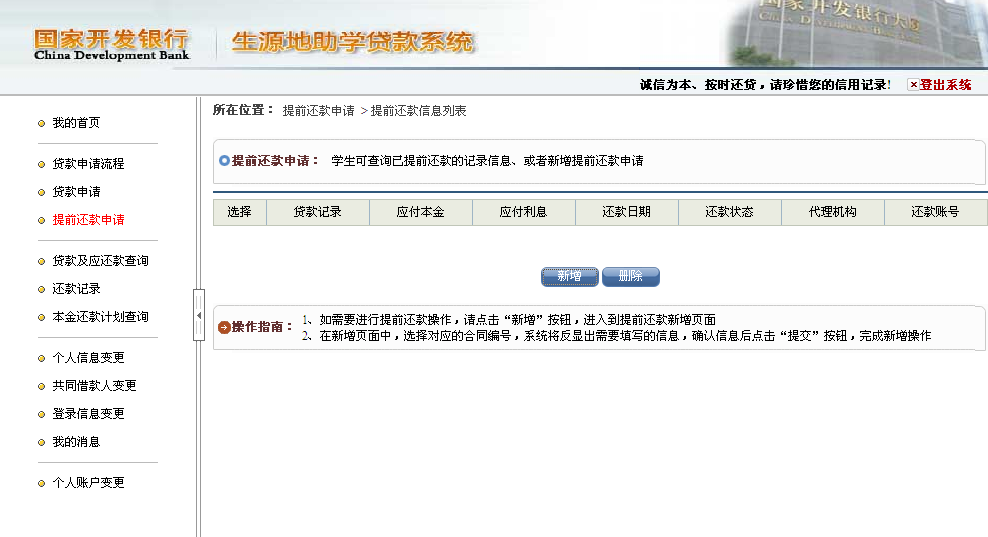 国家开发银行
China Development Bank
生源地助学贷款系统
国家开发银行大厦
诚信为本、按时还贷，请珍惜您的信用记录！ 登出系统
我的首页
贷款申请流程
贷款申请
提前还款申请
贷款及应还款查询
还款记录
本金还款计划查询
个人信息变更
共同借款人变更
登录信息变更
我的消息
个人账户变更
所在位置： 提前还款申请 >提前还款信息列表
提前还款申请： 学生可查询已提前还款的记录信息、或者新增提前还款申请
选择 贷款记录 应付本金 应付利息 还款日期 还款状态 代理机构 还款账号
新增 删除
操作指南： 1、如需要进行提前还款操作，请点击“新增”按钮，进入到提前还款新增页面
2、在新增页面中，选择对应的合同编号，系统将反显出需要填写的信息，确认信息后点击“提交”按钮，完成新增操作